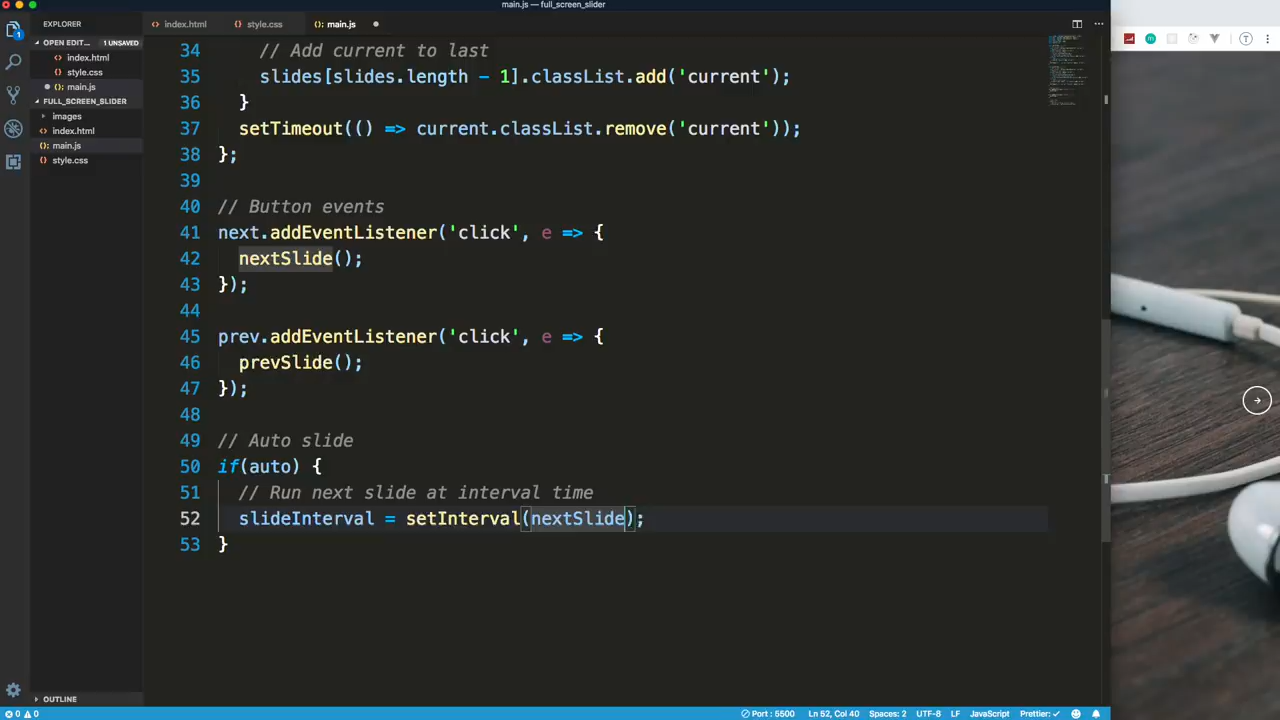 main.js — full_screen_slider
EXPLORER
OPEN EDIT... 1 UNSAVED
index.html
style.css
main.js
FULL_SCREEN_SLIDER
images
index.html
main.js
style.css
OUTLINE
index.html
style.css
main.js
34 // Add current to last
35 slides[slides.length - 1].classList.add('current');
36 }
37 setTimeout(() => current.classList.remove('current'));
38 };
39
40 // Button events
41 next.addEventListener('click', e => {
42 nextSlide();
43 });
44
45 prev.addEventListener('click', e => {
46 prevSlide();
47 });
48
49 // Auto slide
50 if(auto) {
51 // Run next slide at interval time
52 slideInterval = setInterval(nextSlide);
53 }
0 0 Port : 5500 Ln 52, Col 40 Spaces: 2 UTF-8 LF JavaScript Prettier: ✓